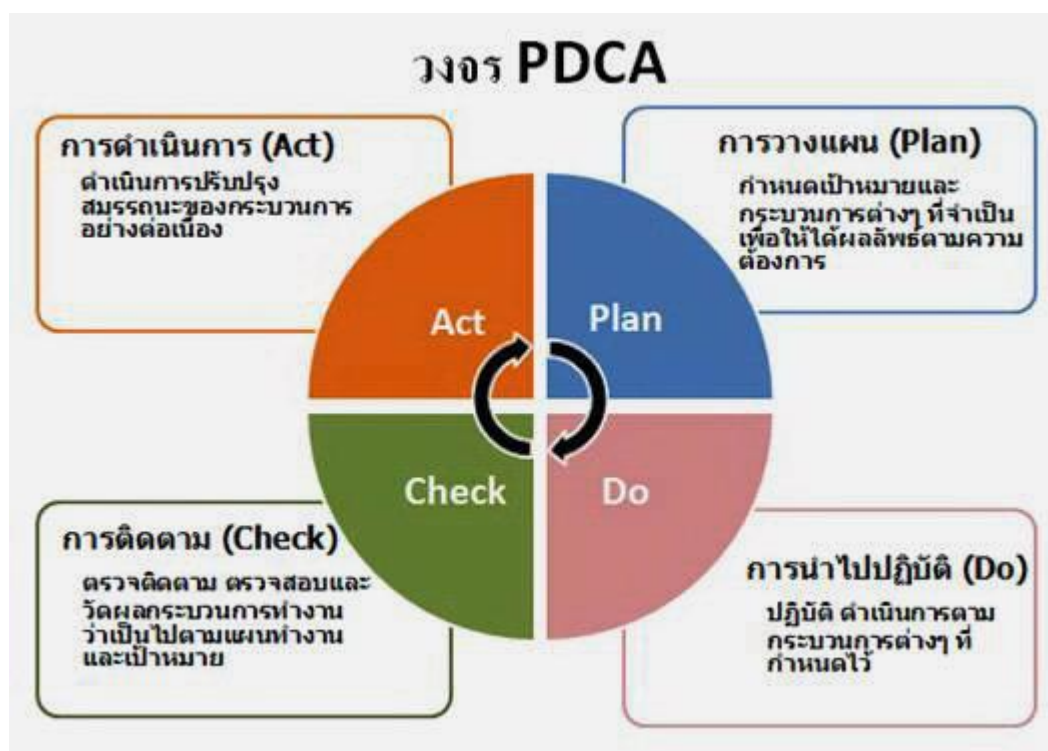 วงจร PDCA
การดำเนินการ (Act)
ดำเนินการปรับปรุง
สมรรถนะของกระบวนการ
อย่างต่อเนื่อง
การวางแผน (Plan)
กำหนดเป้าหมายและ
กระบวนการต่างๆ ที่จำเป็น
เพื่อให้ได้ผลลัพธ์ตามความ
ต้องการ
Act
Plan
Check
Do
การติดตาม (Check)
ตรวจติดตาม ตรวจสอบและ
วัดผลกระบวนการทำงาน
ว่าเป็นไปตามแผนทำงาน
และเป้าหมาย
การนำไปปฏิบัติ (Do)
ปฏิบัติ ดำเนินการตาม
กระบวนการต่างๆ ที่
กำหนดไว้